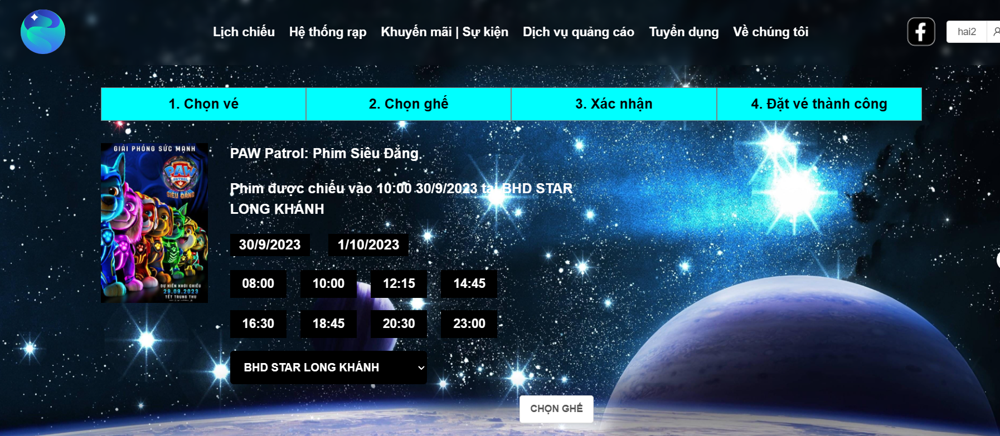 Lịch chiếu Hệ thống rạp Khuyến mãi | Sự kiện Dịch vụ quảng cáo Tuyển dụng Về chúng tôi hai2
1. Chọn vé 2. Chọn ghế 3. Xác nhận 4. Đặt vé thành công
GIẢI PHÓNG SỨC MẠNH
PAW
PATROL
SIÊU ĐẲNG
DỰ KIẾN KHỞI CHIẾU
29.09.2023
TẾT TRUNG THU
PAW Patrol: Phim Siêu Đẳng
Phim được chiếu vào 10:00 30/9/2023 tại BHD STAR
LONG KHÁNH
30/9/2023 1/10/2023
08:00 10:00 12:15 14:45
16:30 18:45 20:30 23:00
BHD STAR LONG KHÁNH
CHỌN GHẾ